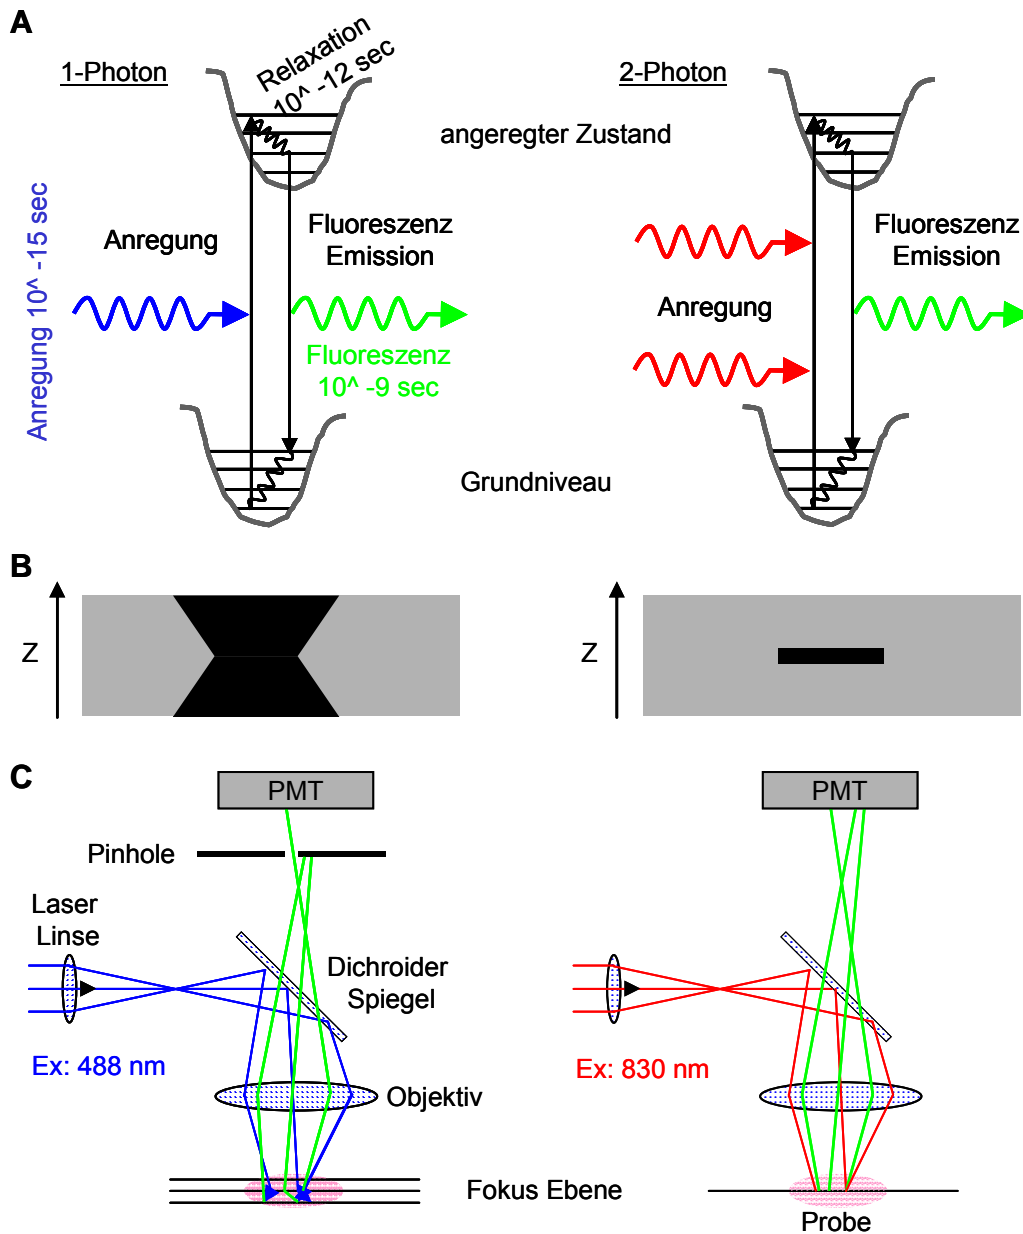 A
1-Photon
Relaxation
10^ -12 sec
2-Photon
angeregter Zustand
Anregung 10^ -15 sec
Anregung
Fluoreszenz
Emission
Fluoreszenz
10^ -9 sec
Anregung
Fluoreszenz
Emission
Grundniveau
B
Z
Z
C
PMT
PMT
Pinhole
Laser
Linse
Dichroider
Spiegel
Ex: 488 nm
Ex: 830 nm
Objektiv
Fokus Ebene
Probe